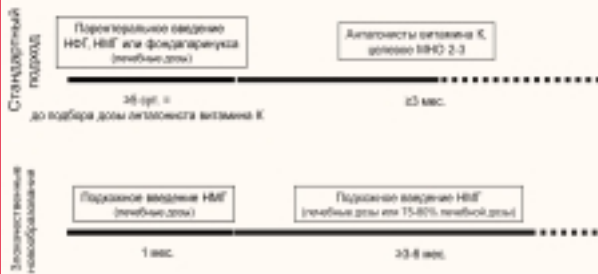 Стандартный
подход
Парентеральное введение
НФГ, НМГ или фондапаринукса
(лечебные дозы)
Антагонисты витамина К,
целевое МНО 2-3
≥5 сут. =
до подбора дозы антагониста витамина К
≥3 мес.
Злокачественные
новообразования
Подкожное введение НМГ
(лечебные дозы)
Подкожное введение НМГ
(лечебные дозы или 75-80% лечебной дозы)
1 мес.
≥3-6 мес.